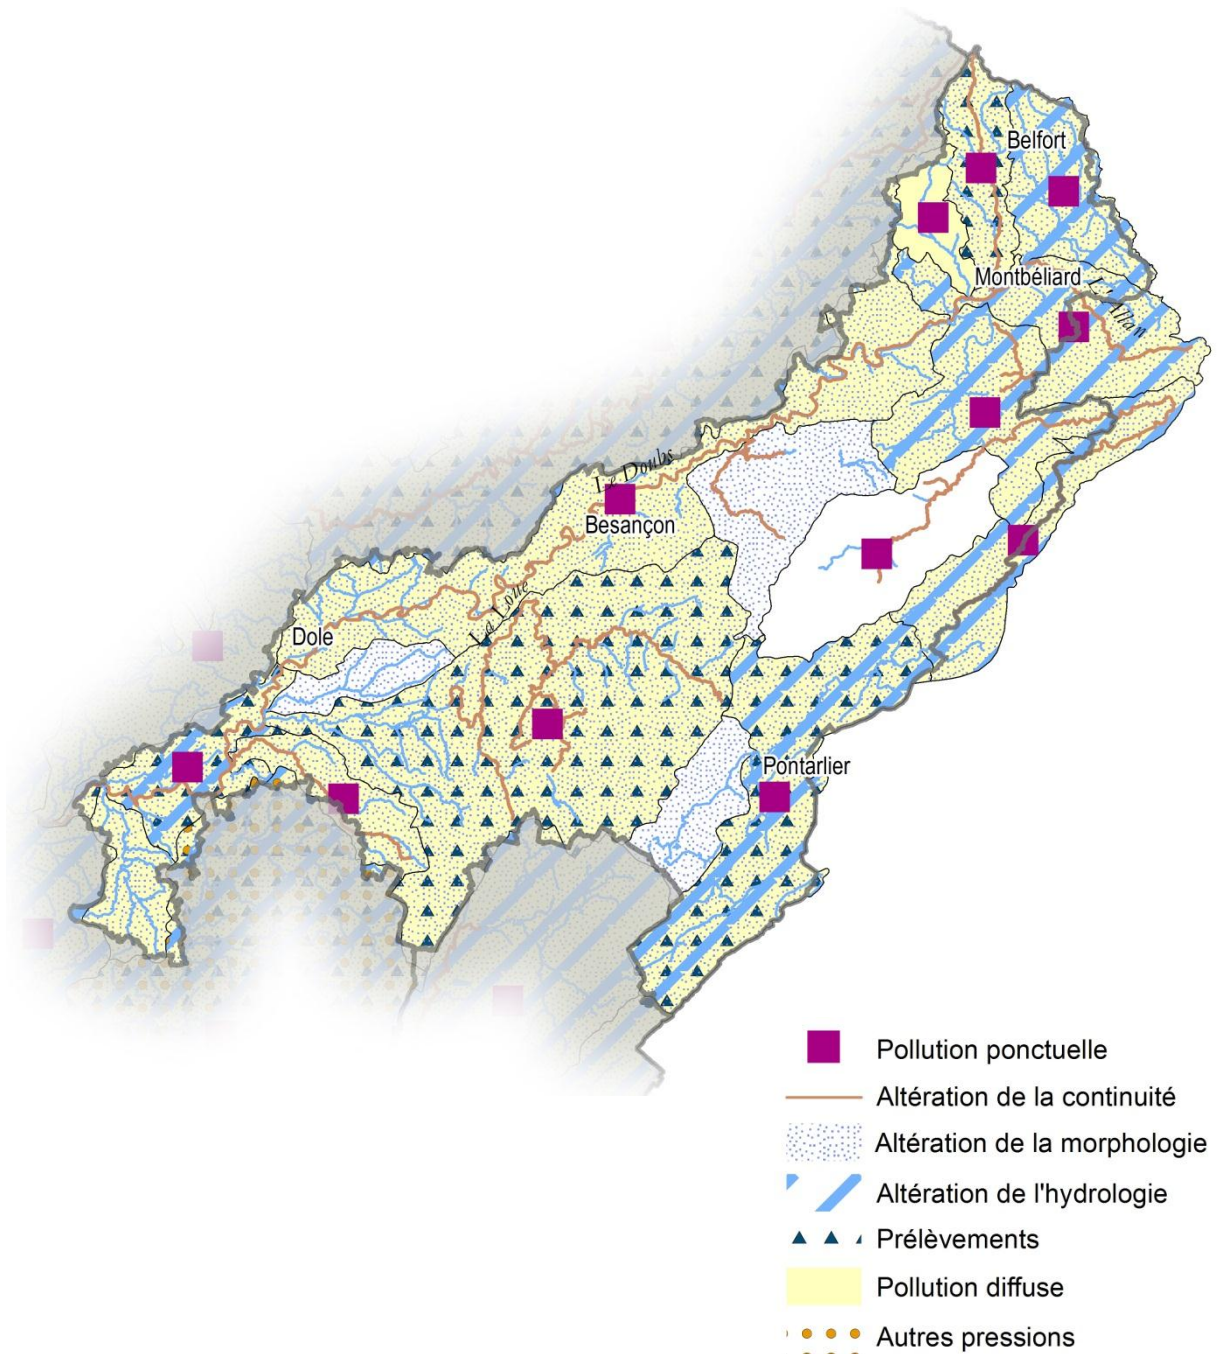 Belfort
Montbéliard
L'Allan
Le Doubs
Besançon
La Loue
Dole
Pontarlier
Pollution ponctuelle
Altération de la continuité
Altération de la morphologie
Altération de l'hydrologie
Prélèvements
Pollution diffuse
Autres pressions